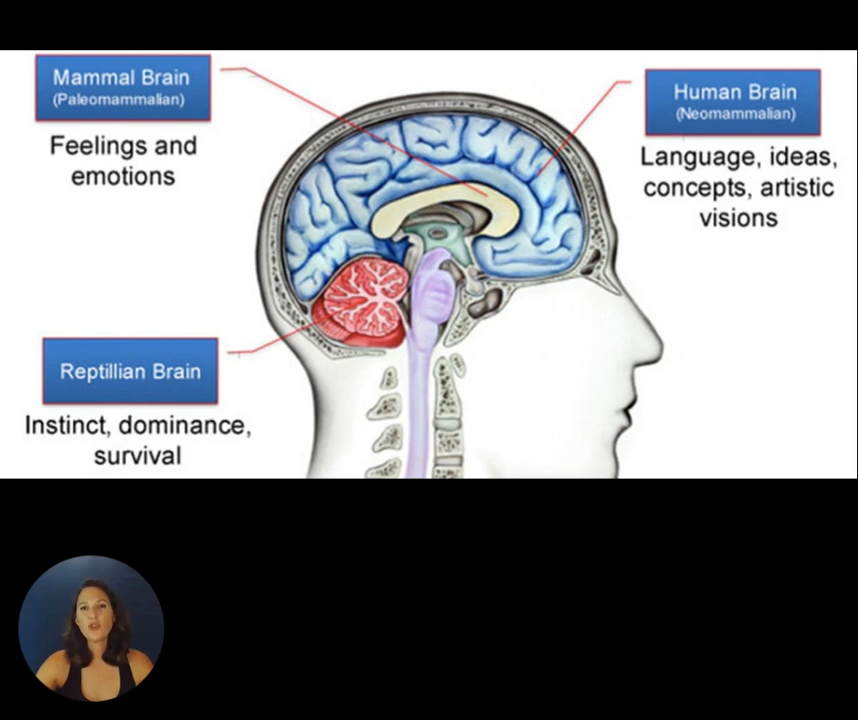 Mammal Brain
(Paleomammalian)
Feelings and
emotions
Human Brain
(Neomammalian)
Language, ideas,
concepts, artistic
visions
Reptillian Brain
Instinct, dominance,
survival